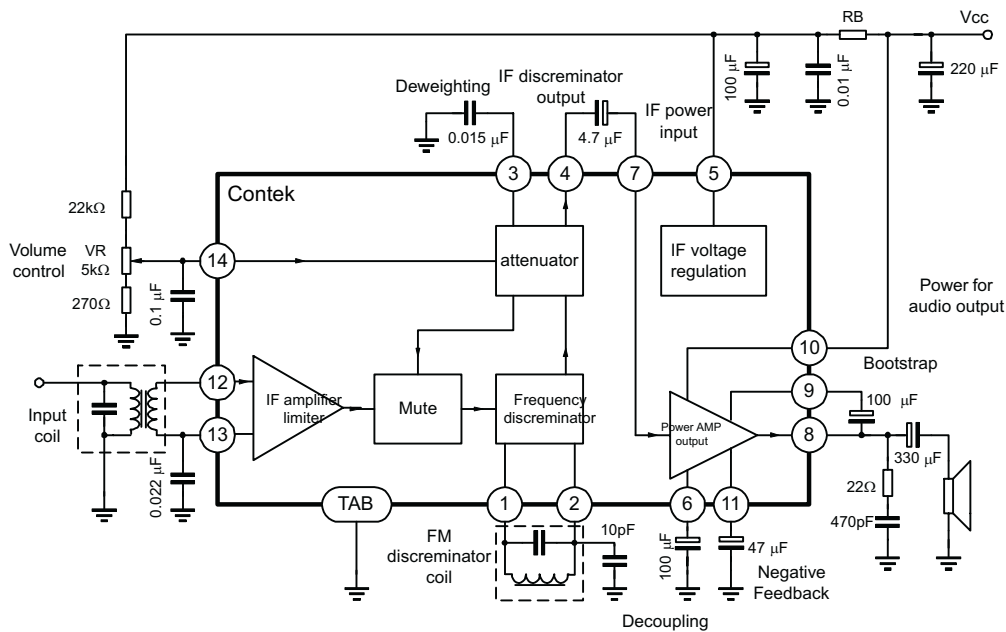 RB
Vcc
100 μF
0.01 μF
220 μF
Deweighting
0.015 μF
IF discreminator
output
4.7 μF
IF power
input
3
4
7
5
Contek
22kΩ
Volume
control
VR
5kΩ
270Ω
0.1 μF
14
attenuator
IF voltage
regulation
Power for
audio output
10
Bootstrap
9
100 μF
12
13
IF amplifier
limiter
Mute
Frequency
discreminator
Power AMP
output
8
330 μF
Input
coil
0.022 μF
TAB
1
2
6
11
22Ω
470pF
FM
discreminator
coil
10pF
100 μF
47 μF
Negative
Feedback
Decoupling